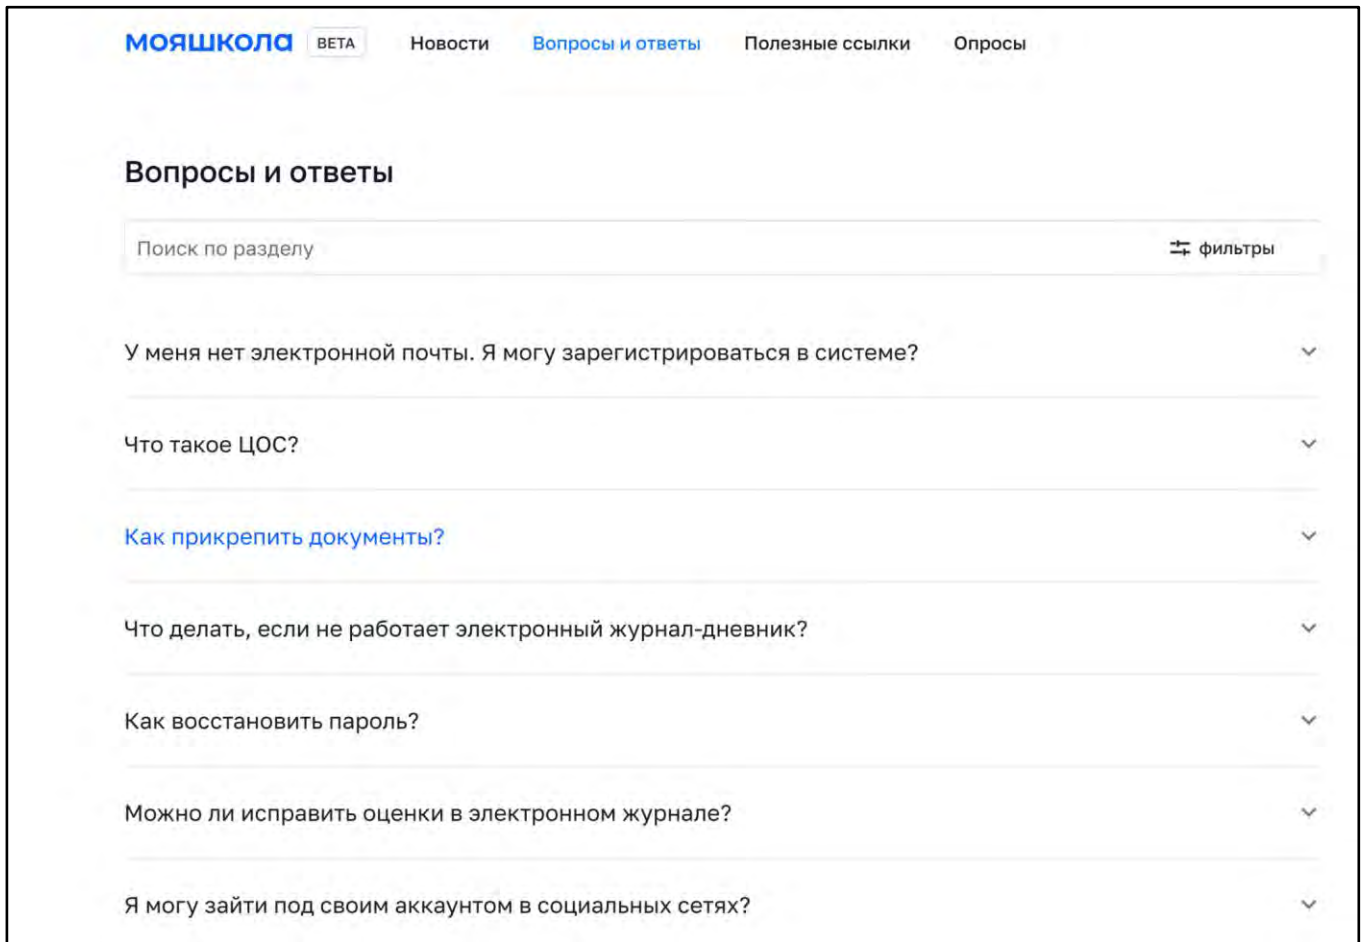 мояшкола BETA Новости Вопросы и ответы Полезные ссылки Опросы
Вопросы и ответы
Поиск по разделу фильтры
У меня нет электронной почты. Я могу зарегистрироваться в системе?
Что такое ЦОС?
Как прикрепить документы?
Что делать, если не работает электронный журнал-дневник?
Как восстановить пароль?
Можно ли исправить оценки в электронном журнале?
Я могу зайти под своим аккаунтом в социальных сетях?